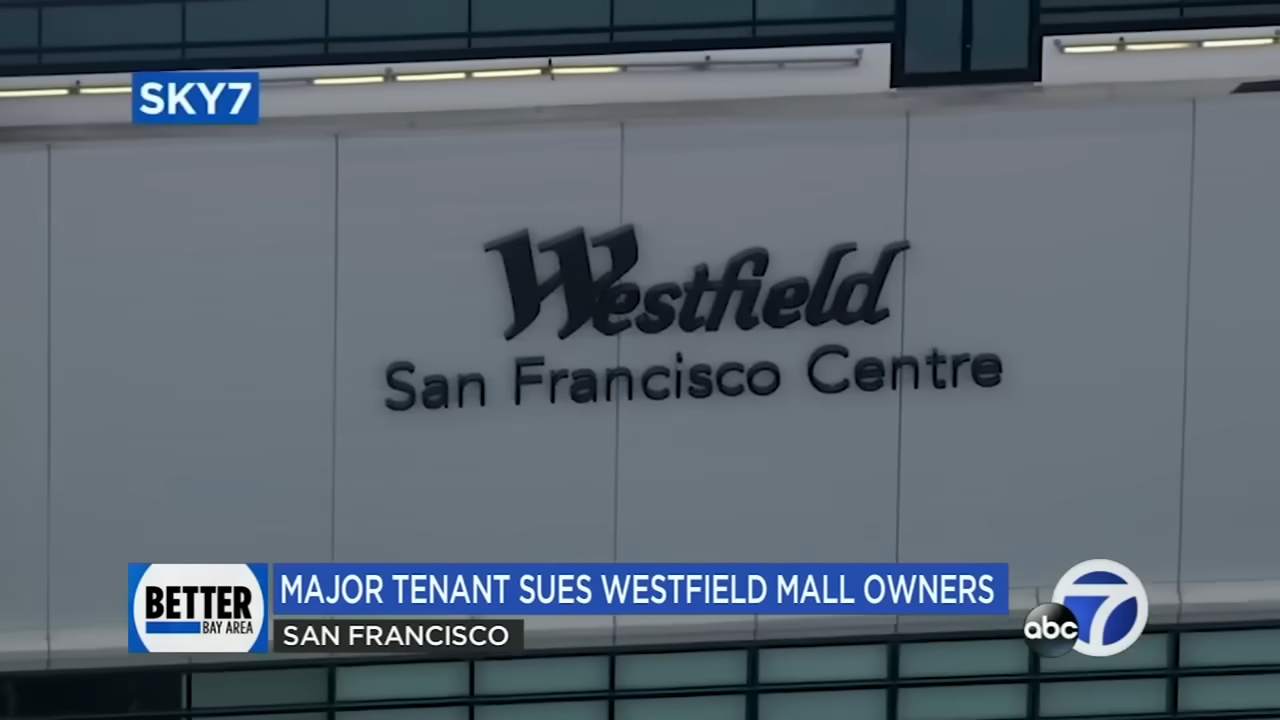 SKY7
Westfield
San Francisco Centre
BETTER
BAY AREA
MAJOR TENANT SUES WESTFIELD MALL OWNERS
SAN FRANCISCO
abc 7